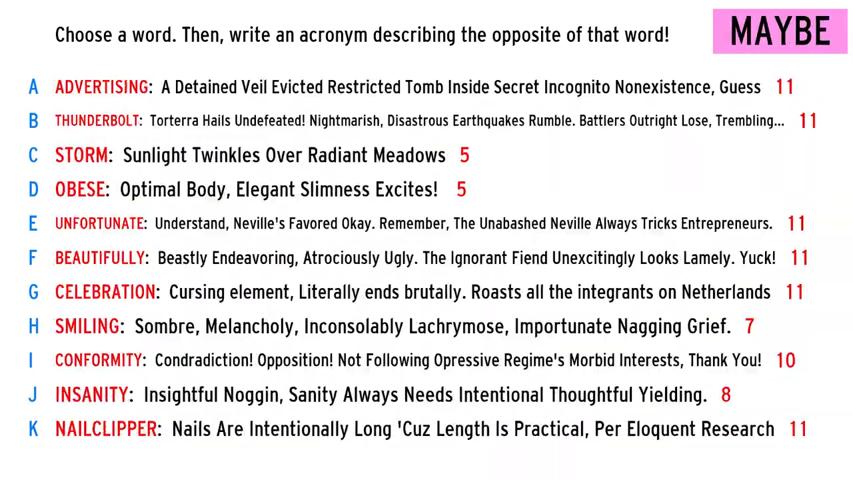 Choose a word. Then, write an acronym describing the opposite of that word!
MAYBE
A ADVERTISING: A Detained Veil Evicted Restricted Tomb Inside Secret Incognito Nonexistence, Guess 11
B THUNDERBOLT: Torterra Hails Undefeated! Nightmarish, Disastrous Earthquakes Rumble. Battlers Outright Lose, Trembling... 11
C STORM: Sunlight Twinkles Over Radiant Meadows 5
D OBESE: Optimal Body, Elegant Slimness Excites! 5
E UNFORTUNATE: Understand, Neville's Favored Okay. Remember, The Unabashed Neville Always Tricks Entrepreneurs. 11
F BEAUTIFULLY: Beastly Endeavoring, Atrociously Ugly. The Ignorant Fiend Unexcitingly Looks Lamely. Yuck! 11
G CELEBRATION: Cursing element, Literally ends brutally. Roasts all the integrants on Netherlands 11
H SMILING: Sombre, Melancholy, Inconsolably Lachrymose, Importunate Nagging Grief. 7
I CONFORMITY: Condradiction! Opposition! Not Following Opressive Regime's Morbid Interests, Thank You! 10
J INSANITY: Insightful Noggin, Sanity Always Needs Intentional Thoughtful Yielding. 8
K NAILCLIPPER: Nails Are Intentionally Long 'Cuz Length Is Practical, Per Eloquent Research 11